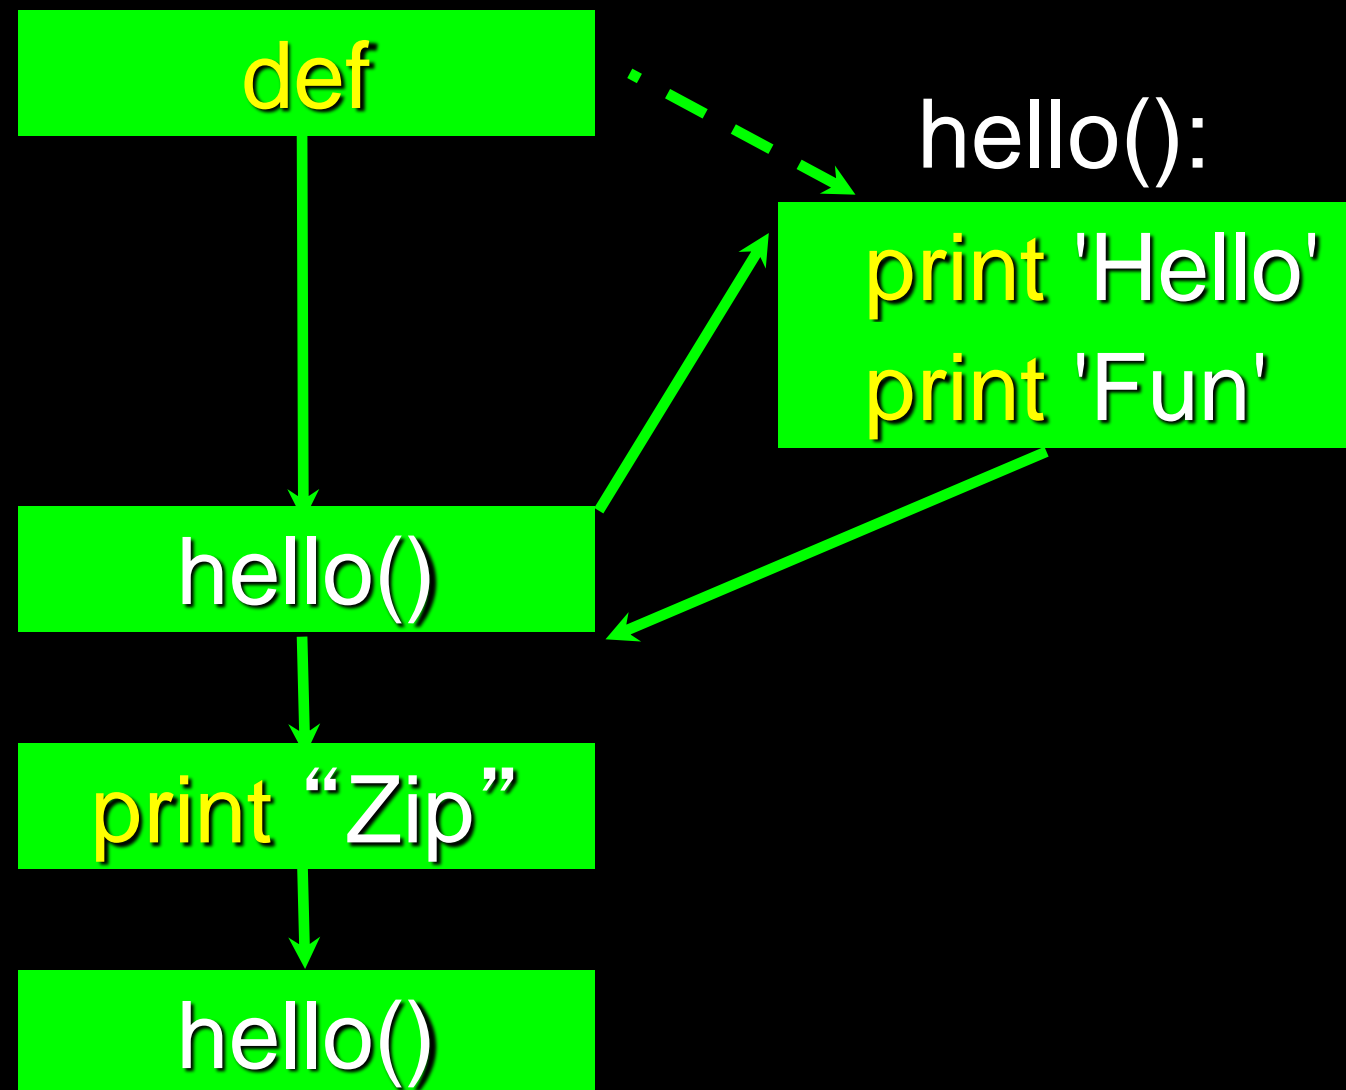 def
hello():
print 'Hello'
print 'Fun'
hello()
print “Zip”
hello()